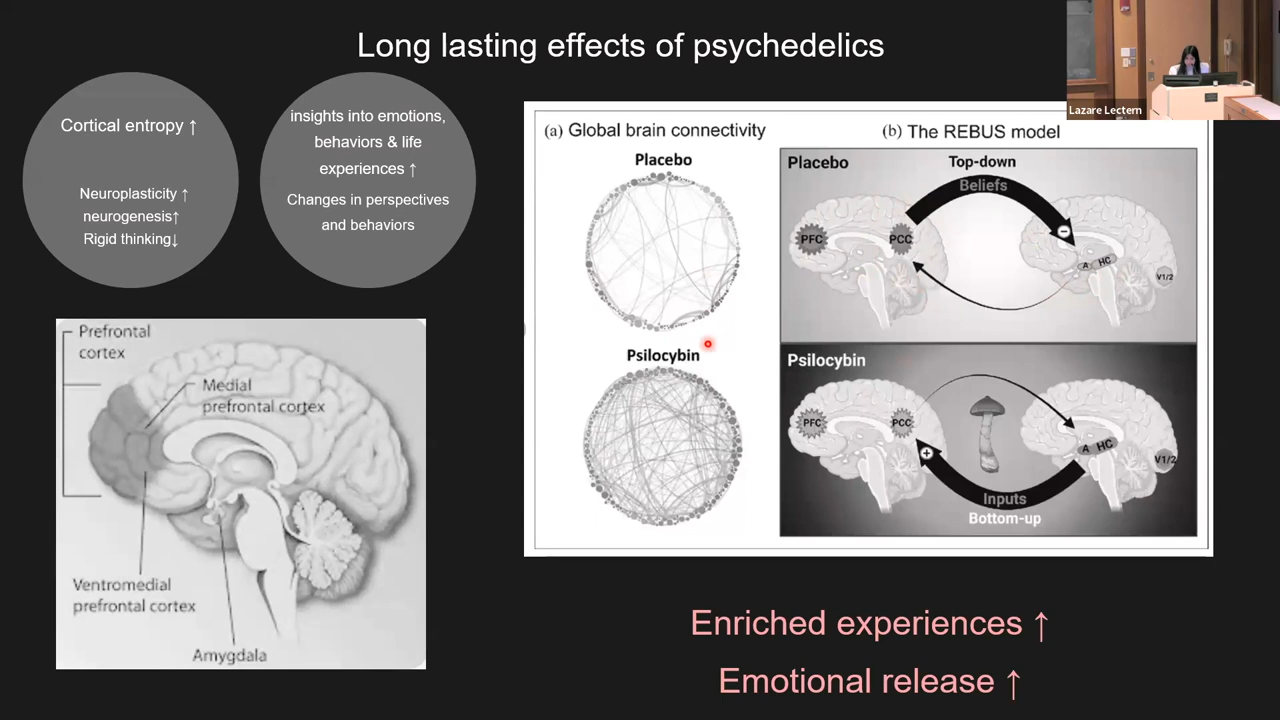 Long lasting effects of psychedelics
Lazare Lectern
Cortical entropy ↑
Neuroplasticity ↑
neurogenesis↑
Rigid thinking↓
insights into emotions,
behaviors & life
experiences ↑
Changes in perspectives
and behaviors
Prefrontal
cortex
Medial
prefrontal cortex
Ventromedial
prefrontal cortex
Amygdala
(a) Global brain connectivity
Placebo
Psilocybin
(b) The REBUS model
Placebo
Top-down
Beliefs
PFC
PCC
A HC
V1/2
Psilocybin
PFC
PCC
A HC
V1/2
Inputs
Bottom-up
Enriched experiences ↑
Emotional release ↑